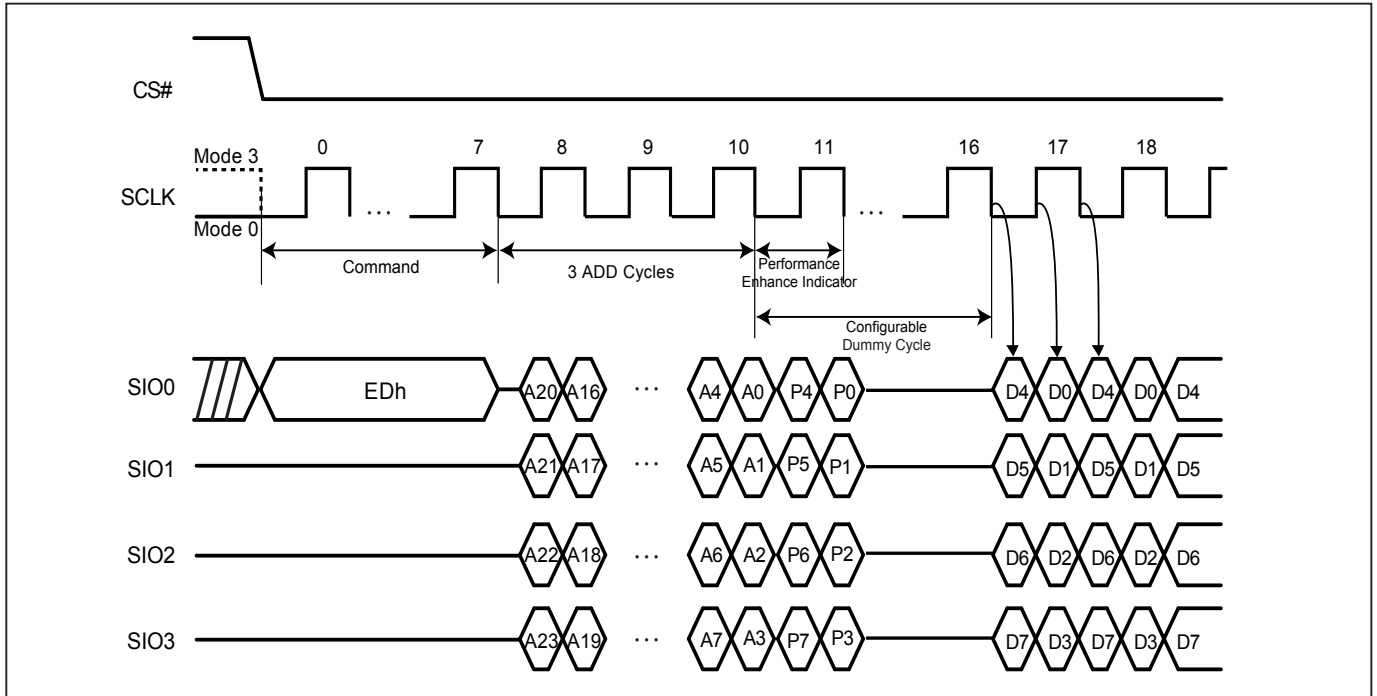 CS#
0 7 8 9 10 11 16 17 18
Mode 3
SCLK
...
...
Mode 0
Command
3 ADD Cycles
Performance
Enhance Indicator
Configurable
Dummy Cycle
SIO0 EDh A20 A16 ... A4 A0 P4 P0 D4 D0 D4 D0 D4
SIO1 A21 A17 ... A5 A1 P5 P1 D5 D1 D5 D1 D5
SIO2 A22 A18 ... A6 A2 P6 P2 D6 D2 D6 D2 D6
SIO3 A23 A19 ... A7 A3 P7 P3 D7 D3 D7 D3 D7